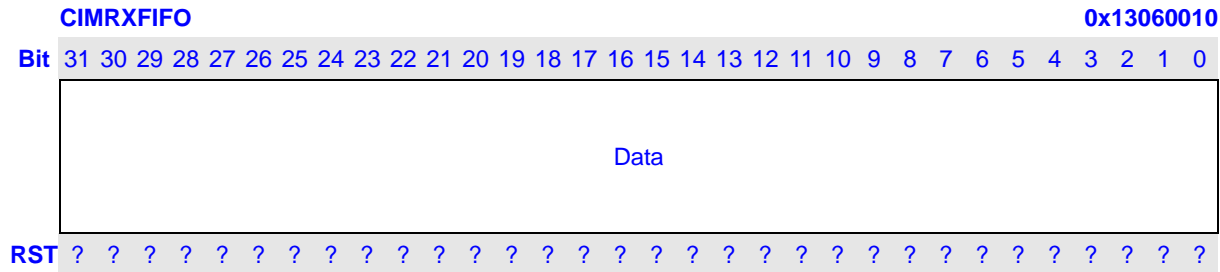 CIMRXFIFO 0x13060010
Bit 31 30 29 28 27 26 25 24 23 22 21 20 19 18 17 16 15 14 13 12 11 10 9 8 7 6 5 4 3 2 1 0
Data
RST ? ? ? ? ? ? ? ? ? ? ? ? ? ? ? ? ? ? ? ? ? ? ? ? ? ? ? ? ? ? ? ?